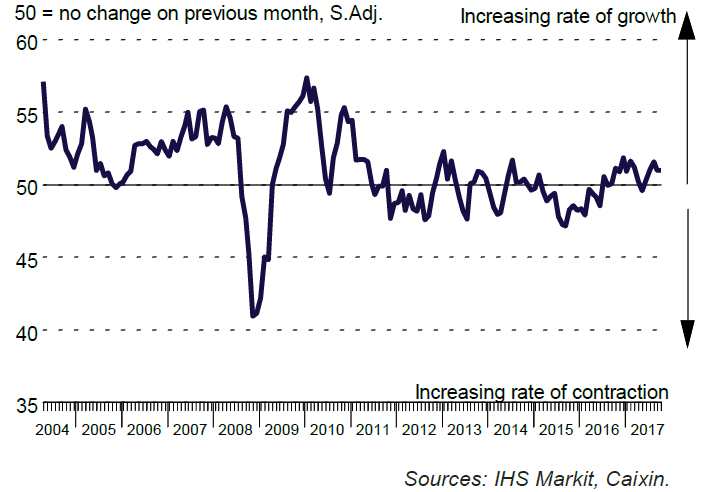 50 = no change on previous month, S.Adj.
Increasing rate of growth
60
55
50
45
40
35
Increasing rate of contraction
2004 2005 2006 2007 2008 2009 2010 2011 2012 2013 2014 2015 2016 2017
Sources: IHS Markit, Caixin.